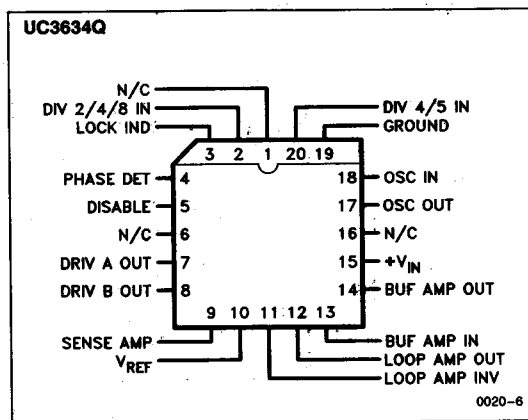 UC3634Q
N/C
DIV 2/4/8 IN
LOCK IND
DIV 4/5 IN
GROUND
3 2 1 20 19
PHASE DET 4
DISABLE 5
N/C 6
DRIV A OUT 7
DRIV B OUT 8
18 OSC IN
17 OSC OUT
16 N/C
15 +VIN
14 BUF AMP OUT
9 10 11 12 13
SENSE AMP
VREF
BUF AMP IN
LOOP AMP OUT
LOOP AMP INV
0020-6